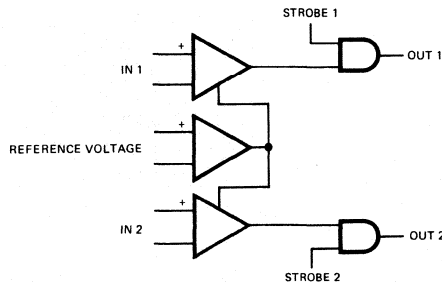 STROBE 1
+
OUT 1
IN 1
+
REFERENCE VOLTAGE
+
IN 2
OUT 2
STROBE 2